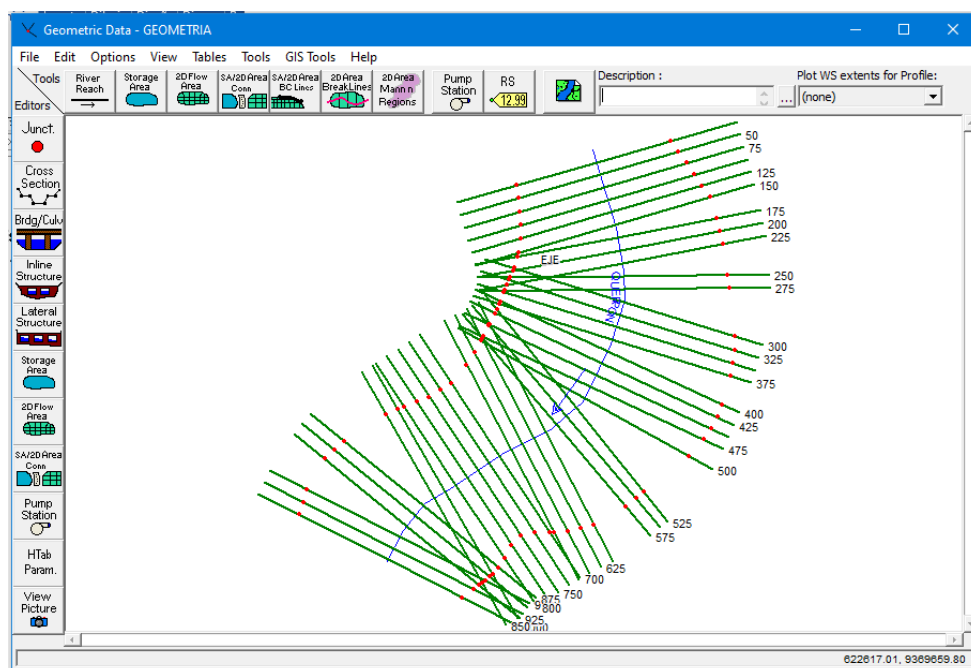 Geometric Data - GEOMETRIA
File Edit Options View Tables Tools GIS Tools Help
Tools
Editors
River
Reach
Storage
Area
2D Flow
Area
SA/2D Area
Conn
SA/2D Area
BC Lines
2D Area
BreakLines
2D Area
Mann n
Regions
Pump
Station
RS
12.99
Description :
...
Plot WS extents for Profile:
(none)
Junct.
Cross
Section
Brdg/Culv
Inline
Structure
Lateral
Structure
Storage
Area
2D Flow
Area
SA/2D Area
Conn
Pump
Station
HTab
Param.
View
Picture
50
75
125
150
175
200
225
EJE
250
275
300
325
375
400
425
475
500
525
575
625
700
750
875
800
925
850
622617.01, 9369659.80